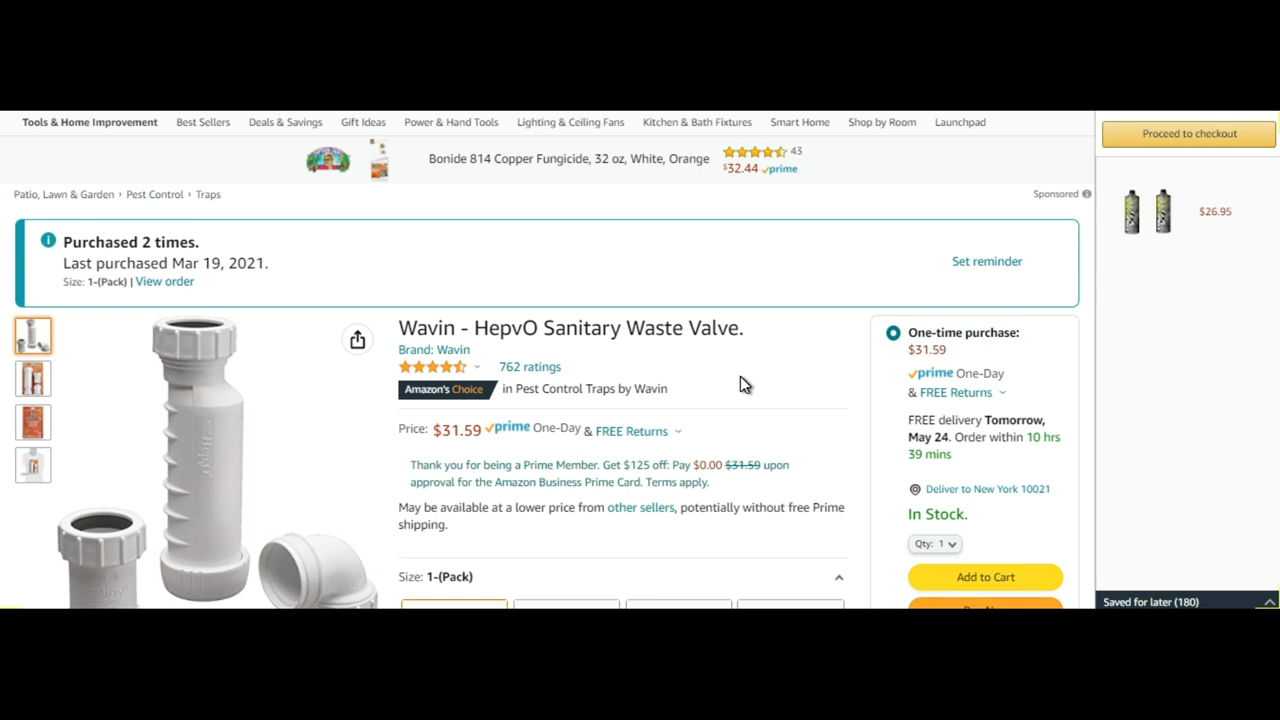 Tools & Home Improvement Best Sellers Deals & Savings Gift Ideas Power & Hand Tools Lighting & Ceiling Fans Kitchen & Bath Fixtures Smart Home Shop by Room Launchpad
Proceed to checkout
Bonide 814 Copper Fungicide, 32 oz, White, Orange
43
$32.44 prime
Patio, Lawn & Garden › Pest Control › Traps
Sponsored
$26.95
Purchased 2 times.
Last purchased Mar 19, 2021.
Size: 1-(Pack) | View order
Set reminder
Wavin - HepvO Sanitary Waste Valve.
Brand: Wavin
762 ratings
Amazon's Choice in Pest Control Traps by Wavin
Price: $31.59 prime One-Day & FREE Returns
Thank you for being a Prime Member. Get $125 off: Pay $0.00 $31.59 upon
approval for the Amazon Business Prime Card. Terms apply.
May be available at a lower price from other sellers, potentially without free Prime
shipping.
Size: 1-(Pack)
One-time purchase:
$31.59
prime One-Day
& FREE Returns
FREE delivery Tomorrow,
May 24. Order within 10 hrs
39 mins
Deliver to New York 10021
In Stock.
Qty: 1
Add to Cart
Saved for later (180)